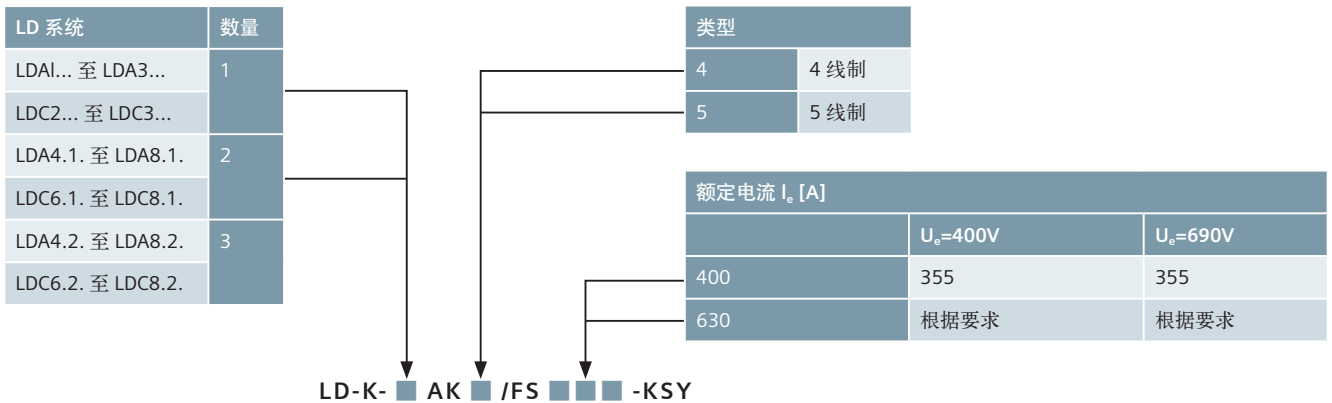 LD 系统 数量
LDAl... 至 LDA3... 1
LDC2... 至 LDC3...
LDA4.1. 至 LDA8.1. 2
LDC6.1. 至 LDC8.1.
LDA4.2. 至 LDA8.2. 3
LDC6.2. 至 LDC8.2.
类型
4 4 线制
5 5 线制
额定电流 Iₑ [A]
Uₑ=400V Uₑ=690V
400 355 355
630 根据要求 根据要求
LD-K- AK /FS -KSY